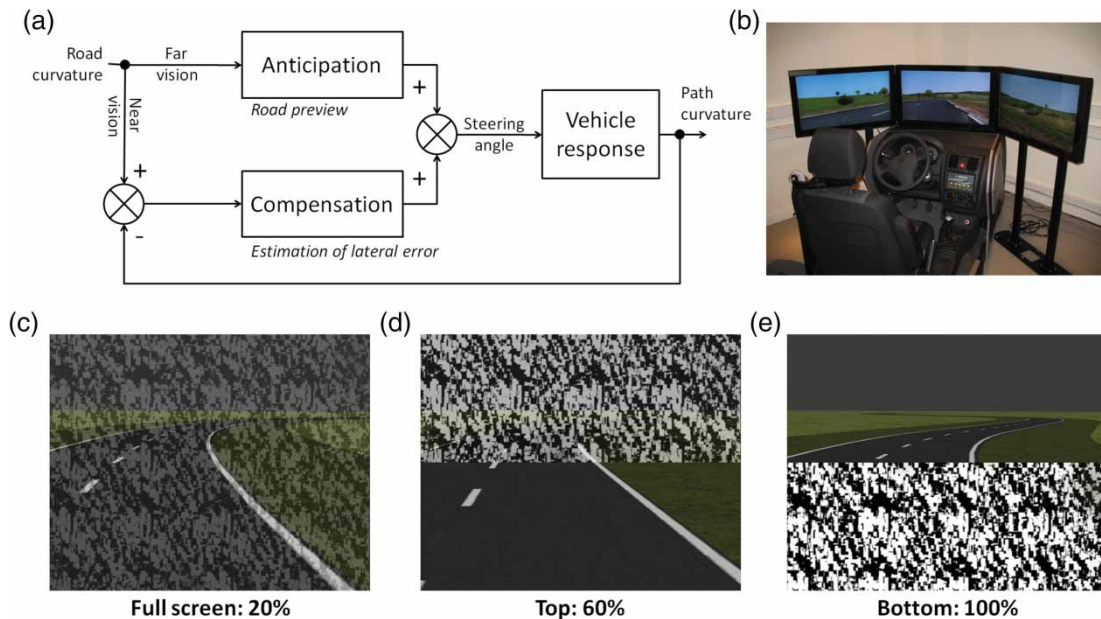 (a)
Road
curvature
Far
vision
Near
vision
Anticipation
Road preview
+
+
-
+
Compensation
Estimation of lateral error
Steering
angle
Vehicle
response
Path
curvature
(b)
(c)
Full screen: 20%
(d)
Top: 60%
(e)
Bottom: 100%